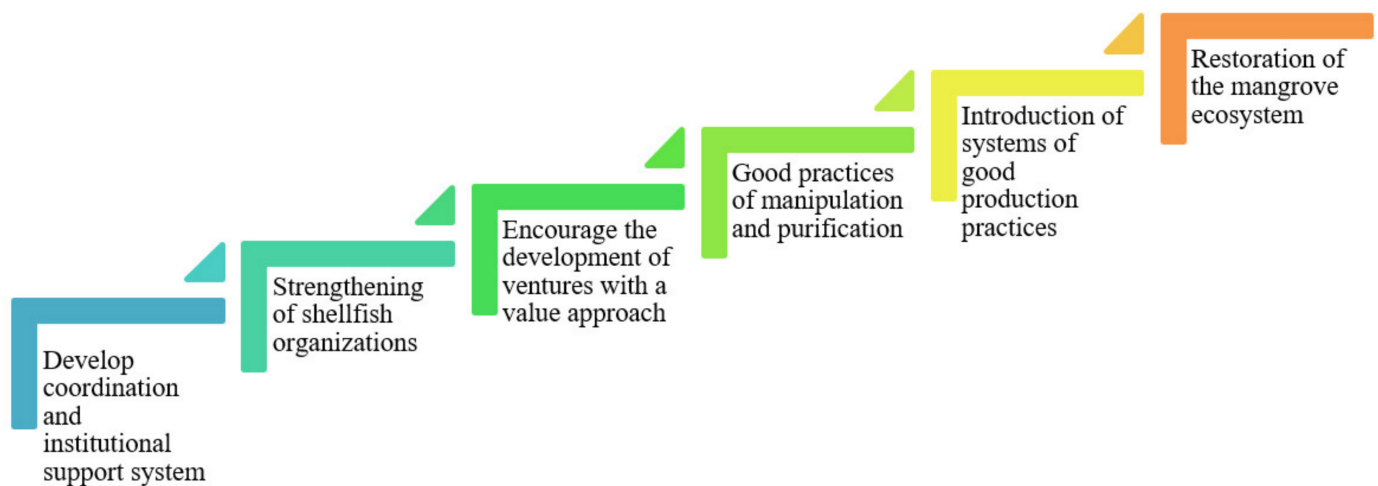 Develop
coordination
and
institutional
support system
Strengthening
of shellfish
organizations
Encourage the
development of
ventures with a
value approach
Good practices
of manipulation
and purification
Introduction of
systems of
good
production
practices
Restoration of
the mangrove
ecosystem